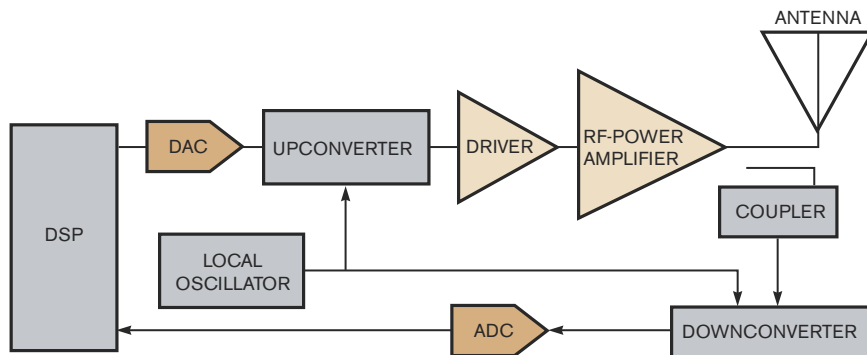 ANTENNA
DAC
UPCONVERTER
DRIVER
RF-POWER
AMPLIFIER
DSP
COUPLER
LOCAL
OSCILLATOR
ADC
DOWNCONVERTER